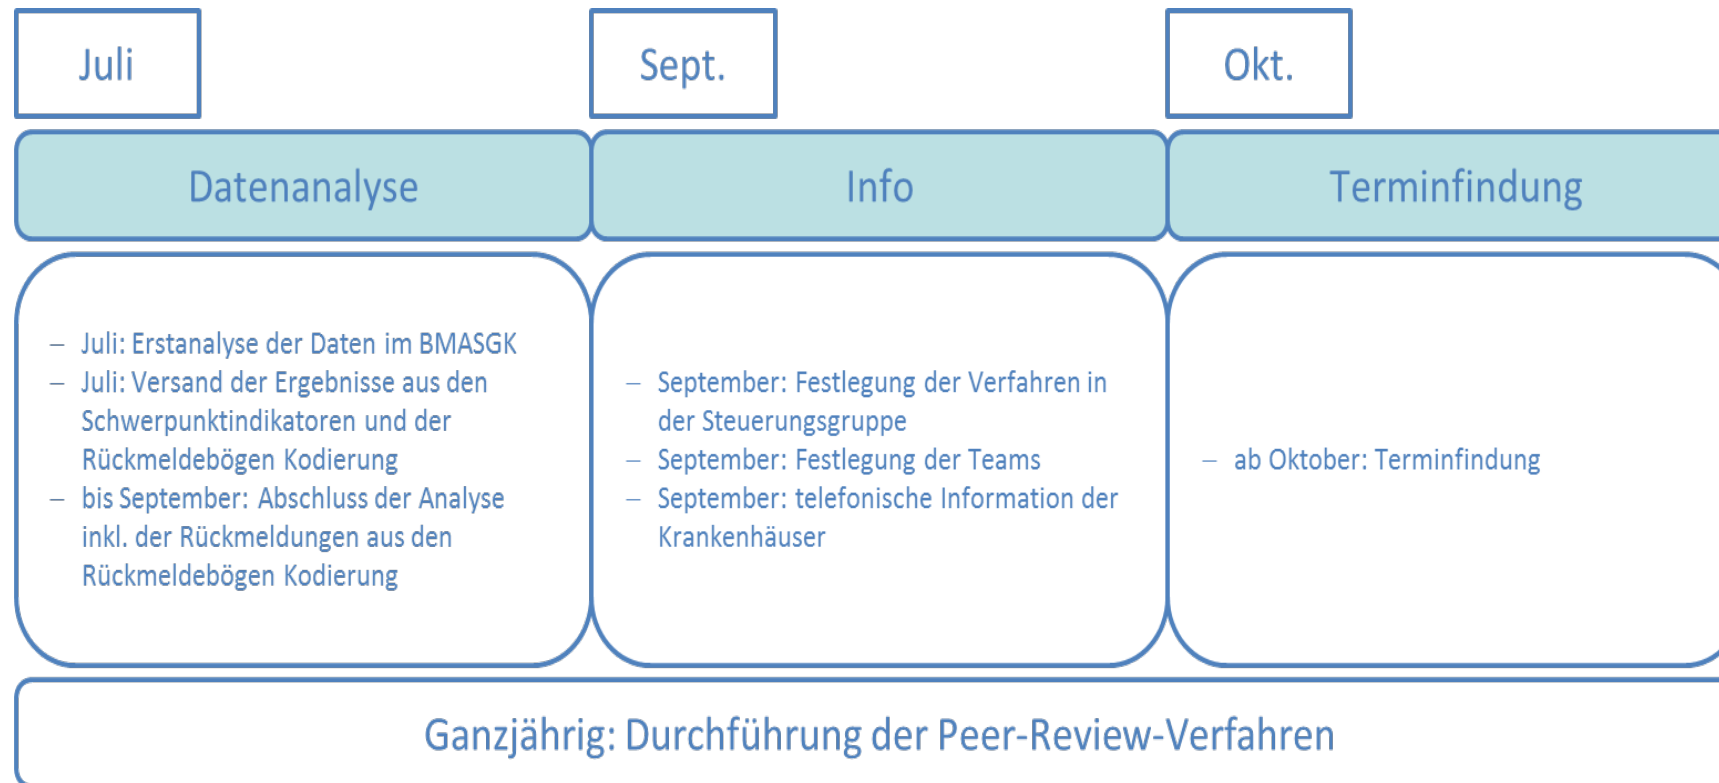 Juli
Sept.
Okt.
Datenanalyse
Info
Terminfindung
– Juli: Erstanalyse der Daten im BMASGK
– Juli: Versand der Ergebnisse aus den
Schwerpunktindikatoren und der
Rückmeldebögen Kodierung
– bis September: Abschluss der Analyse
inkl. der Rückmeldungen aus den
Rückmeldebögen Kodierung
– September: Festlegung der Verfahren in
der Steuerungsgruppe
– September: Festlegung der Teams
– September: telefonische Information der
Krankenhäuser
– ab Oktober: Terminfindung
Ganzjährig: Durchführung der Peer-Review-Verfahren